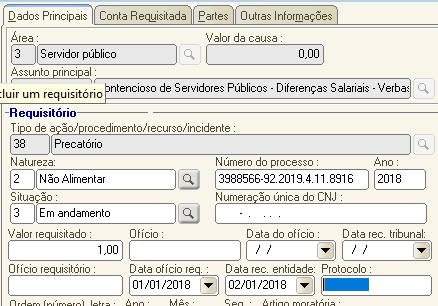 Dados Principais Conta Requisitada Partes Outras Informações
Área : Valor da causa :
3 Servidor público 0,00
Assunto principal
cluir um requisitório ontencioso de Servidores Públicos - Diferenças Salariais - Verbas
Requisitório
Tipo de ação/procedimento/recurso/incidente :
38 Precatório
Natureza: Número do processo : Ano :
2 Não Alimentar 3988566-92.2019.4.11.8916 2018
Situação : Numeração única do CNJ :
3 Em andamento - . . . .
Valor requisitado : Ofício : Data do ofício : Data rec. tribunal:
1,00 / / / /
Ofício requisitório : Data ofício req. : Data rec. entidade: Protocolo :
01/01/2018 02/01/2018
Ordem (número) letra : Ano : Mês : Seq. : Artigo moratória: